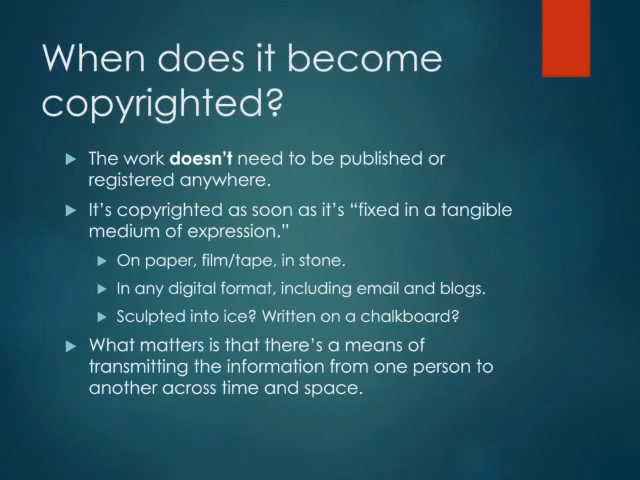 When does it become
copyrighted?
The work doesn't need to be published or
registered anywhere.
It's copyrighted as soon as it's “fixed in a tangible
medium of expression.”
On paper, film/tape, in stone.
In any digital format, including email and blogs.
Sculpted into ice? Written on a chalkboard?
What matters is that there's a means of
transmitting the information from one person to
another across time and space.